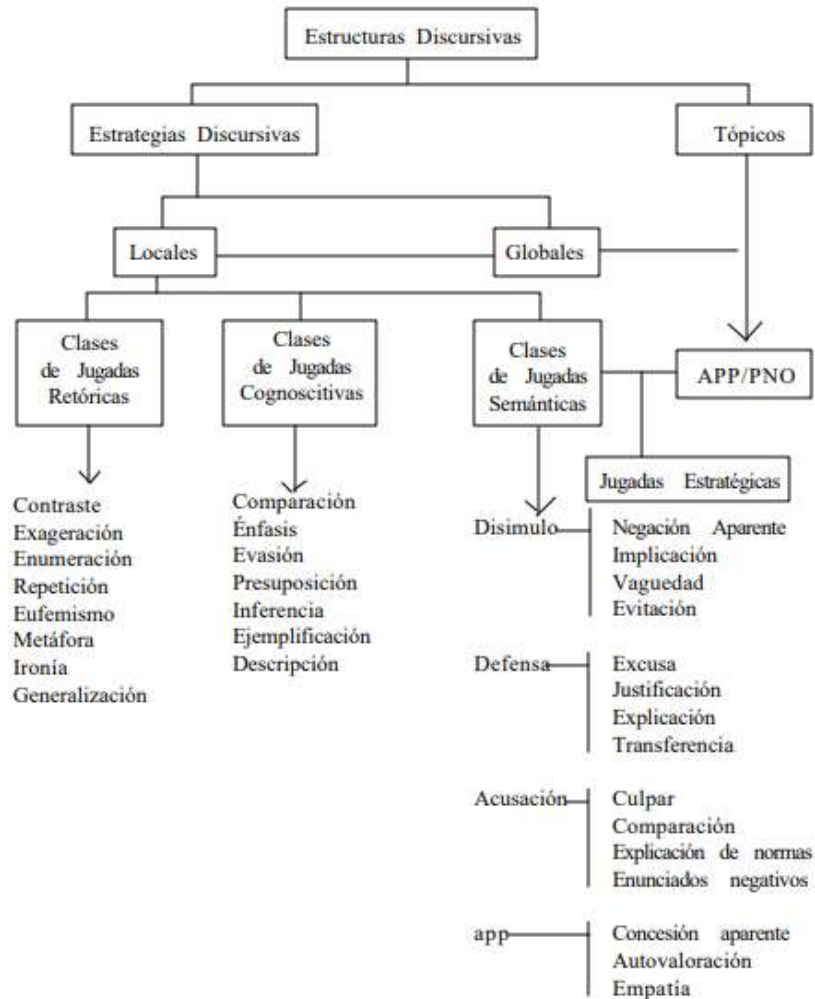 Estructuras Discursivas
Estrategias Discursivas
Tópicos
Locales
Globales
Clases
de Jugadas
Retóricas
Clases
de Jugadas
Cognoscitivas
Clases
de Jugadas
Semánticas
APP/PNO
Jugadas Estratégicas
Contraste
Exageración
Enumeración
Repetición
Eufemismo
Metáfora
Ironía
Generalización
Comparación
Énfasis
Evasión
Presuposición
Inferencia
Ejemplificación
Descripción
Disimulo
Negación Aparente
Implicación
Vaguedad
Evitación
Defensa
Excusa
Justificación
Explicación
Transferencia
Acusación
Culpar
Comparación
Explicación de normas
Enunciados negativos
app
Concesión aparente
Autovaloración
Empatía